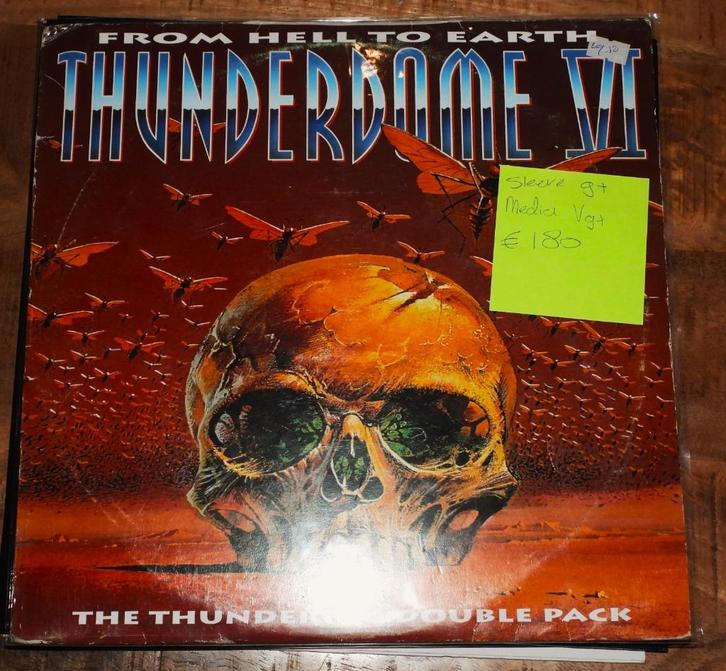 FROM HELL TO EARTH
THUNDERDOME VI
Sleeve g+
Media Vg+
€ 180
THE THUNDER DOUBLE PACK